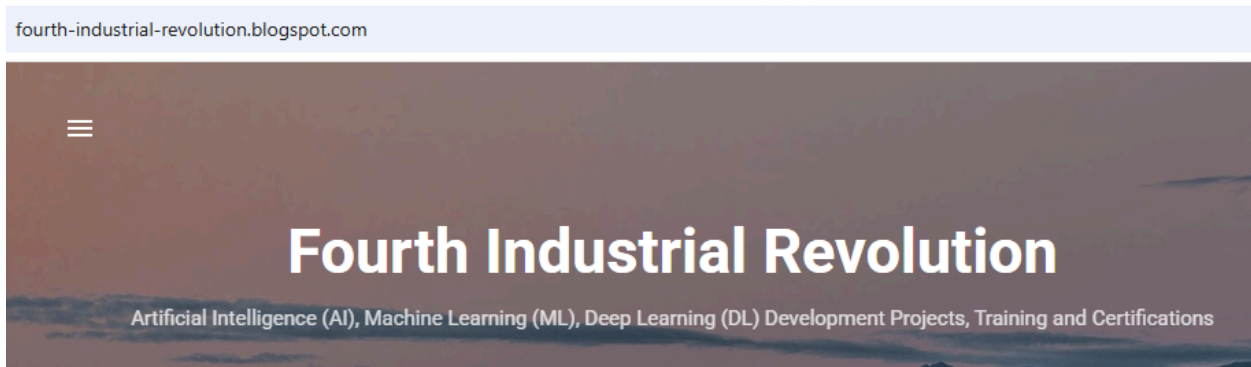 fourth-industrial-revolution.blogspot.com
Fourth Industrial Revolution
Artificial Intelligence (AI), Machine Learning (ML), Deep Learning (DL) Development Projects, Training and Certifications